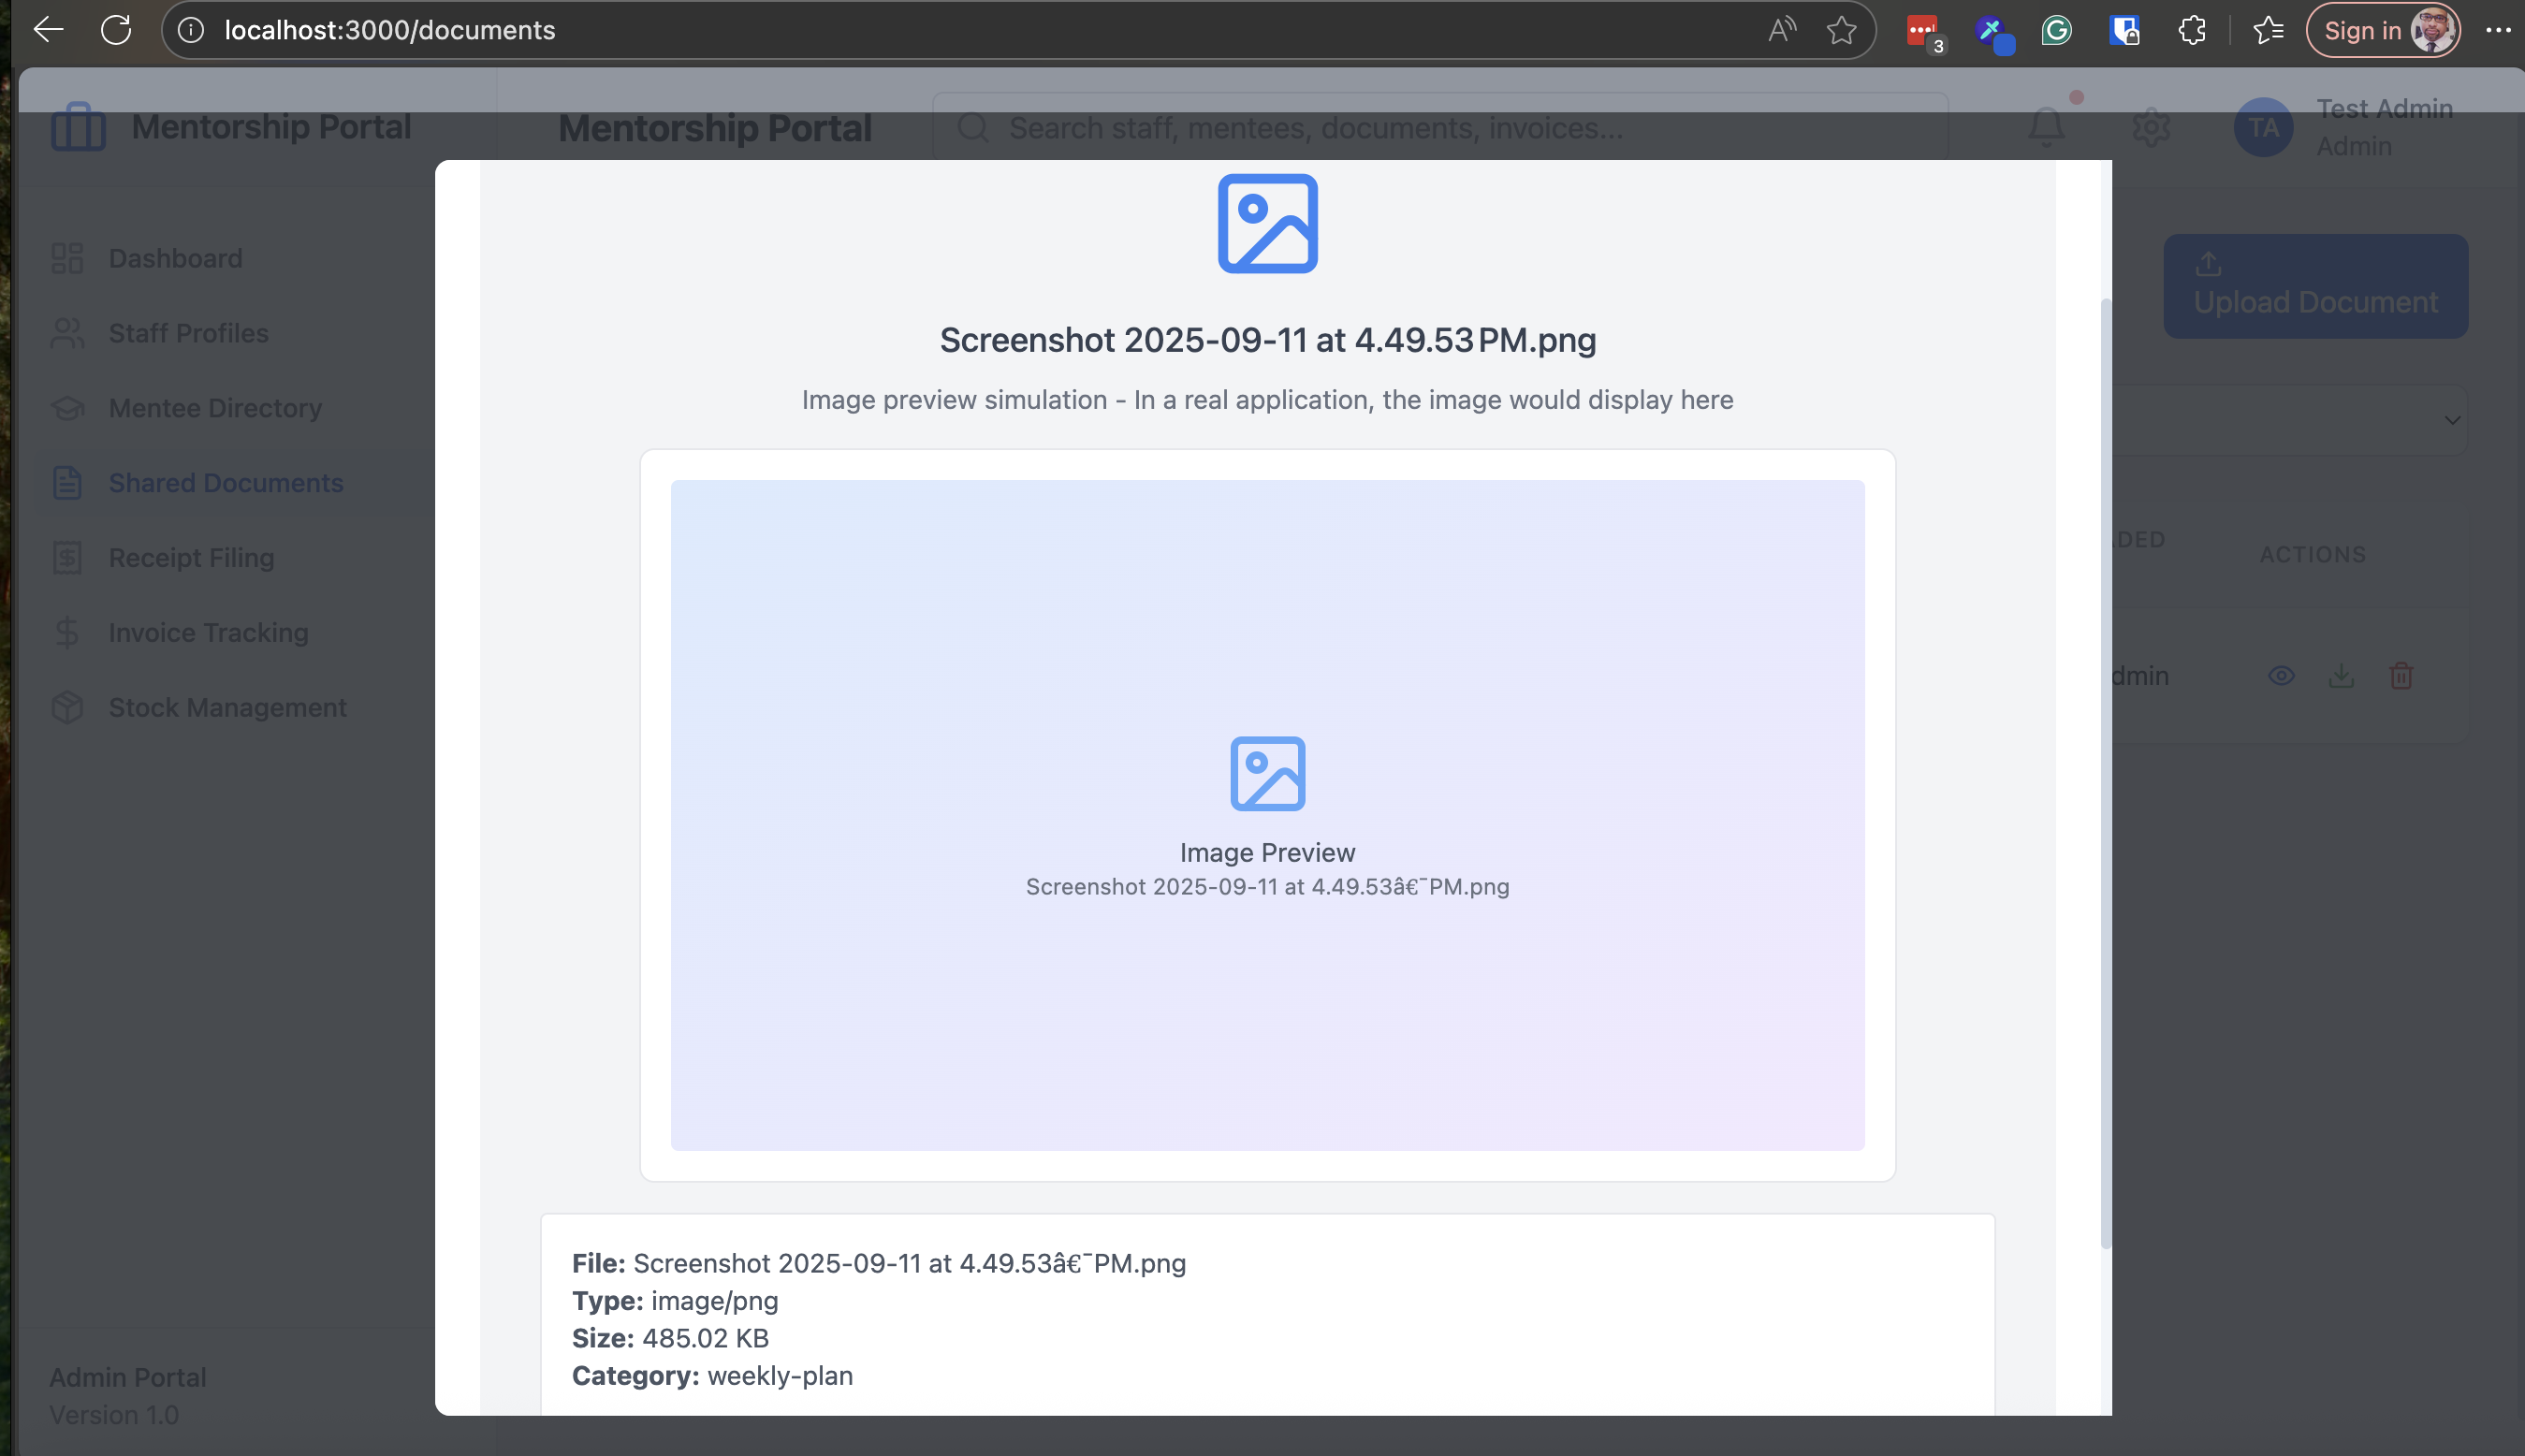 localhost:3000/documents
3
Sign in
Mentorship Portal
Mentorship Portal
Search staff, mentees, documents, invoices...
TA
Test Admin
Admin
Dashboard
Staff Profiles
Mentee Directory
Shared Documents
Receipt Filing
Invoice Tracking
Stock Management
Admin Portal
Version 1.0
Upload Document
ACTIONS
Screenshot 2025-09-11 at 4.49.53 PM.png
Image preview simulation - In a real application, the image would display here
Image Preview
Screenshot 2025-09-11 at 4.49.53â€¯PM.png
File: Screenshot 2025-09-11 at 4.49.53â€¯PM.png
Type: image/png
Size: 485.02 KB
Category: weekly-plan